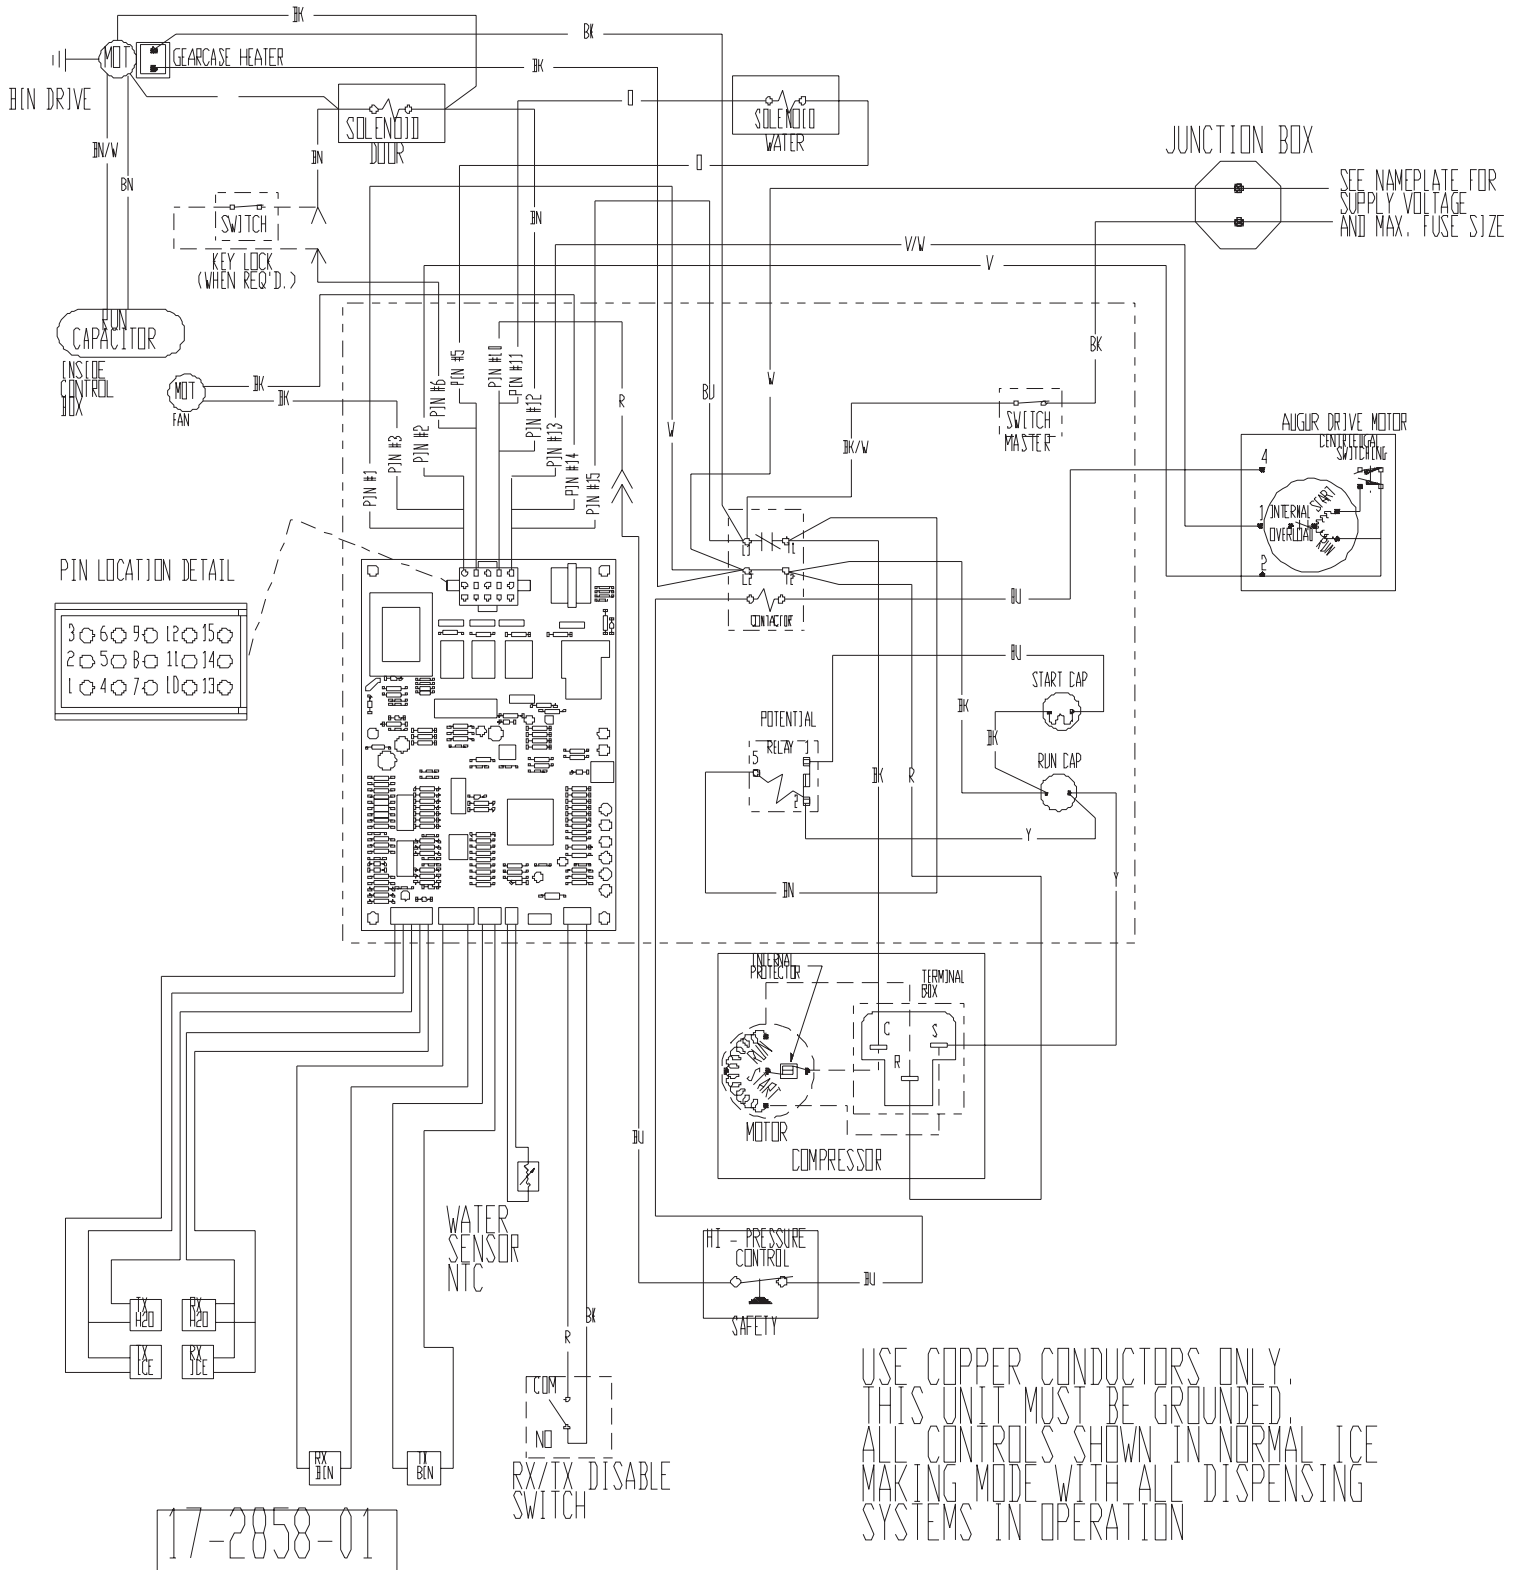 BK
BK
MOT
GEARCASE HEATER
BK
BIN DRIVE
O
SOLENOID
DOOR
SOLENOID
WATER
JUNCTION BOX
BN/W
BN
O
SEE NAMEPLATE FOR
SUPPLY VOLTAGE
AND MAX. FUSE SIZE
BN
BN
SWITCH
KEY LOCK
(WHEN REQ'D.)
V/W
V
RUN
CAPACITOR
INSIDE
CONTROL
BOX
MOT
FAN
BK
BK
PIN #1
PIN #3
PIN #2
PIN #6
PIN #5
PIN #10
PIN #11
PIN #12
PIN #13
PIN #14
PIN #15
R
W
BU
W
BK
BK/W
SWITCH
MASTER
AUGUR DRIVE MOTOR
CENTRIFUGAL
SWITCHING
4
1
INTERNAL
OVERLOAD
START
RUN
2
L1
T1
L2
T2
CONTACTOR
BU
PIN LOCATION DETAIL
3 6 9 12 15
2 5 8 11 14
1 4 7 10 13
BU
START CAP
BK
POTENTIAL
RELAY
5
1
2
BK
RUN CAP
BK
R
Y
BN
Y
INTERNAL
PROTECTOR
TERMINAL
BOX
C
S
R
RUN
START
MOTOR
COMPRESSOR
BU
WATER
SENSOR
NTC
HI - PRESSURE
CONTROL
BU
SAFETY
TX
H20
RX
H20
TX
ICE
RX
ICE
R
BK
COM
NO
RX/TX DISABLE
SWITCH
RX
BIN
TX
BIN
USE COPPER CONDUCTORS ONLY.
THIS UNIT MUST BE GROUNDED.
ALL CONTROLS SHOWN IN NORMAL ICE
MAKING MODE WITH ALL DISPENSING
SYSTEMS IN OPERATION
17-2858-01